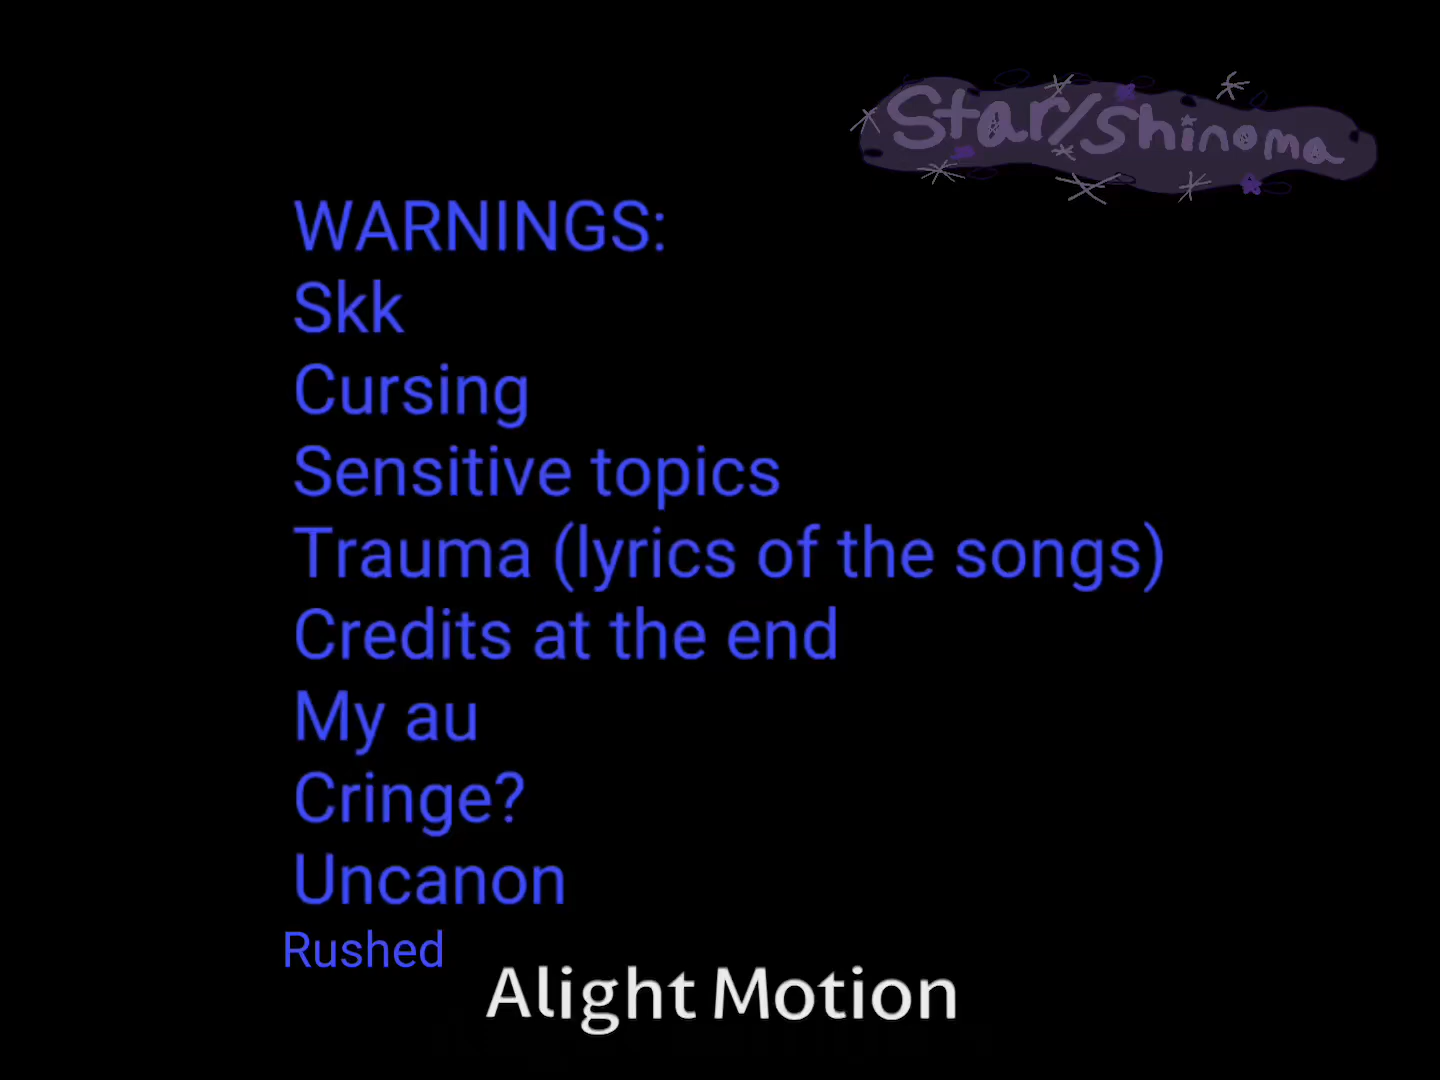 Star/Shinoma
WARNINGS:
Skk
Cursing
Sensitive topics
Trauma (lyrics of the songs)
Credits at the end
My au
Cringe?
Uncanon
Rushed
Alight Motion